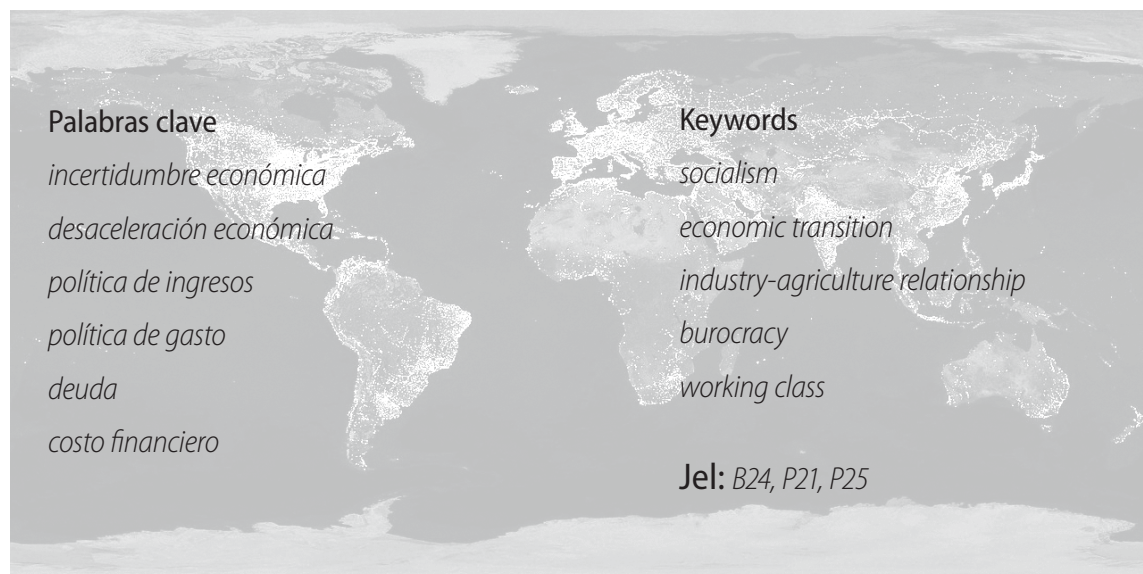 Palabras clave
incertidumbre económica
desaceleración económica
política de ingresos
política de gasto
deuda
costo financiero
Keywords
socialism
economic transition
industry-agriculture relationship
burocracy
working class
Jel: B24, P21, P25